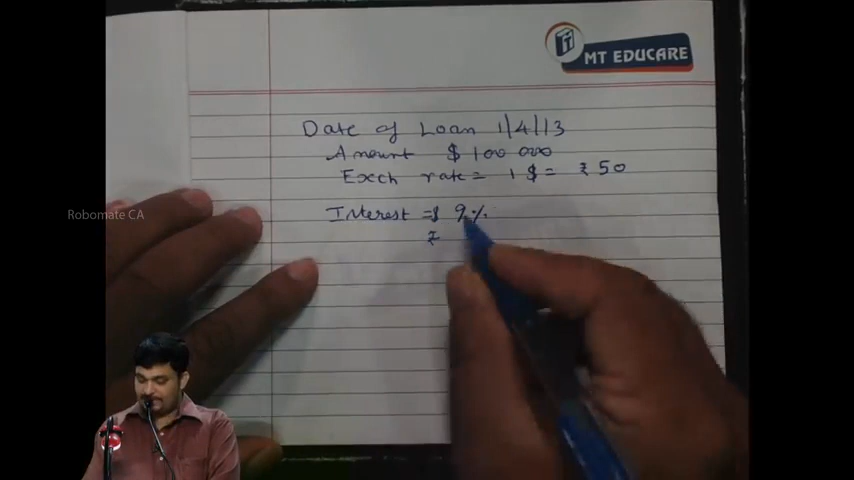 MT EDUCARE
Date of Loan 1/4/13
Amount $ 100 000
Exch rate = 1 $ = ₹ 50
Robomate CA
Interest = $ 9%
₹